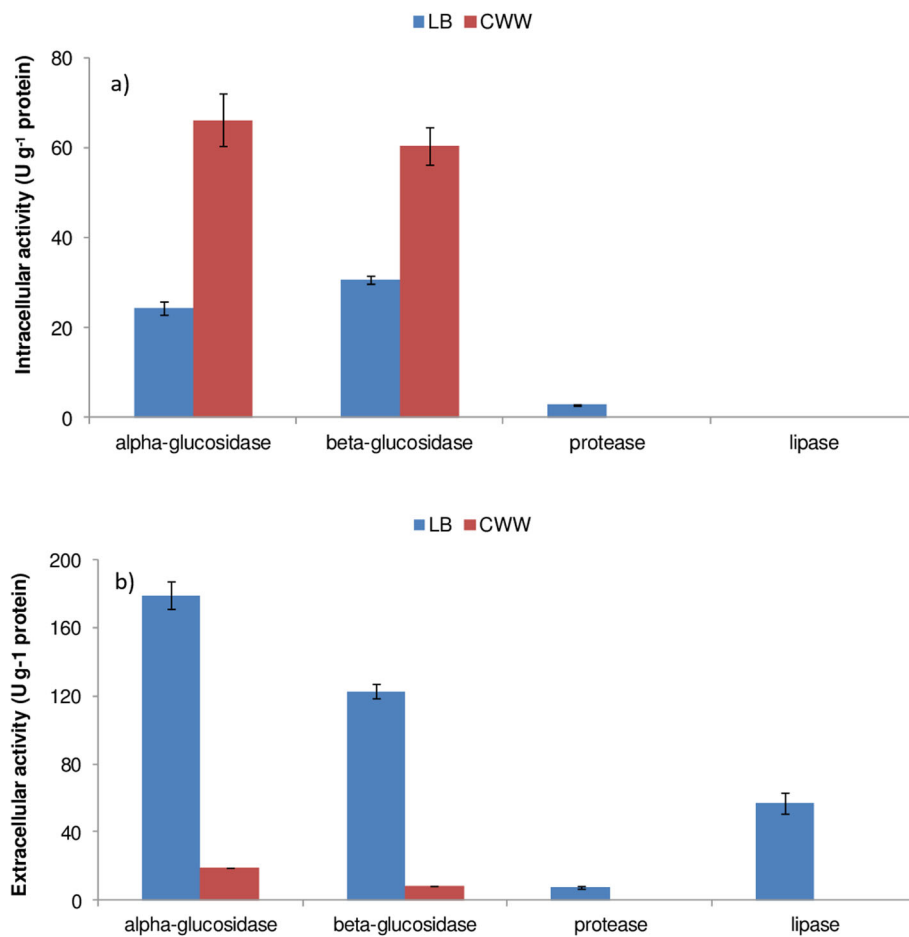 LB CWW
a)
Intracellular activity (U g⁻¹ protein)
80
60
40
20
0
alpha-glucosidase beta-glucosidase protease lipase
LB CWW
b)
Extracellular activity (U g-1 protein)
200
160
120
80
40
0
alpha-glucosidase beta-glucosidase protease lipase